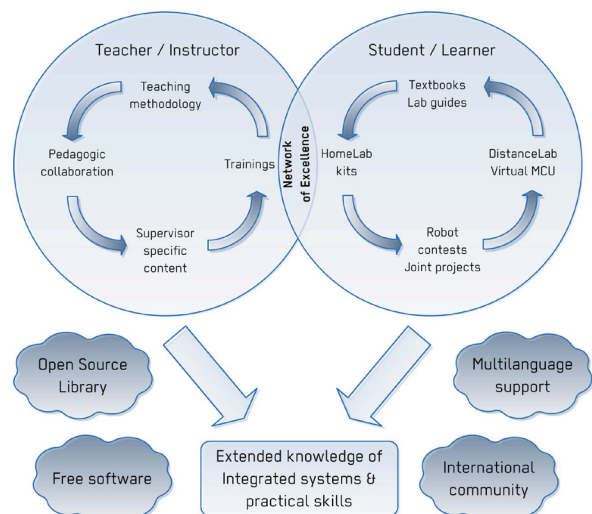 Teacher / Instructor
Teaching
methodology
Pedagogic
collaboration
Trainings
Supervisor
specific
content
Network
of Excellence
Student / Learner
Textbooks
Lab guides
HomeLab
kits
DistanceLab
Virtual MCU
Robot
contests
Joint projects
Open Source
Library
Multilanguage
support
Free software
Extended knowledge of
Integrated systems &
practical skills
International
community